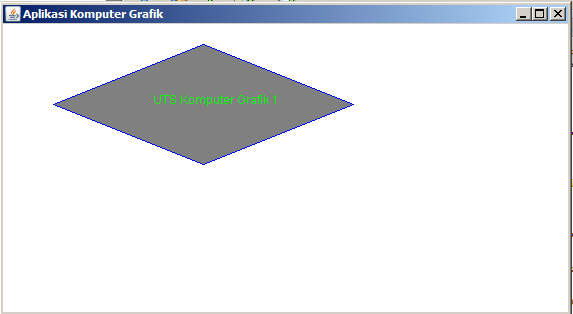 Aplikasi Komputer Grafik
UTS Komputer Grafik 1